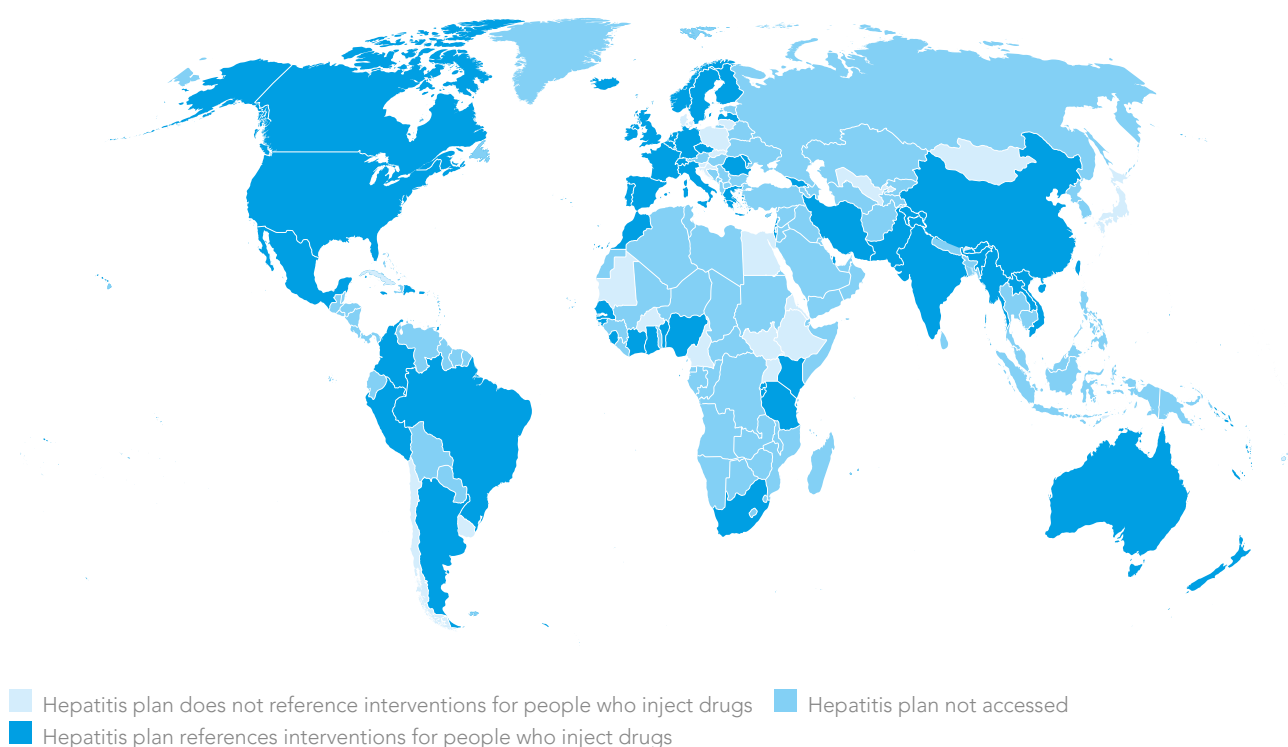 Hepatitis plan does not reference interventions for people who inject drugs
Hepatitis plan not accessed
Hepatitis plan references interventions for people who inject drugs